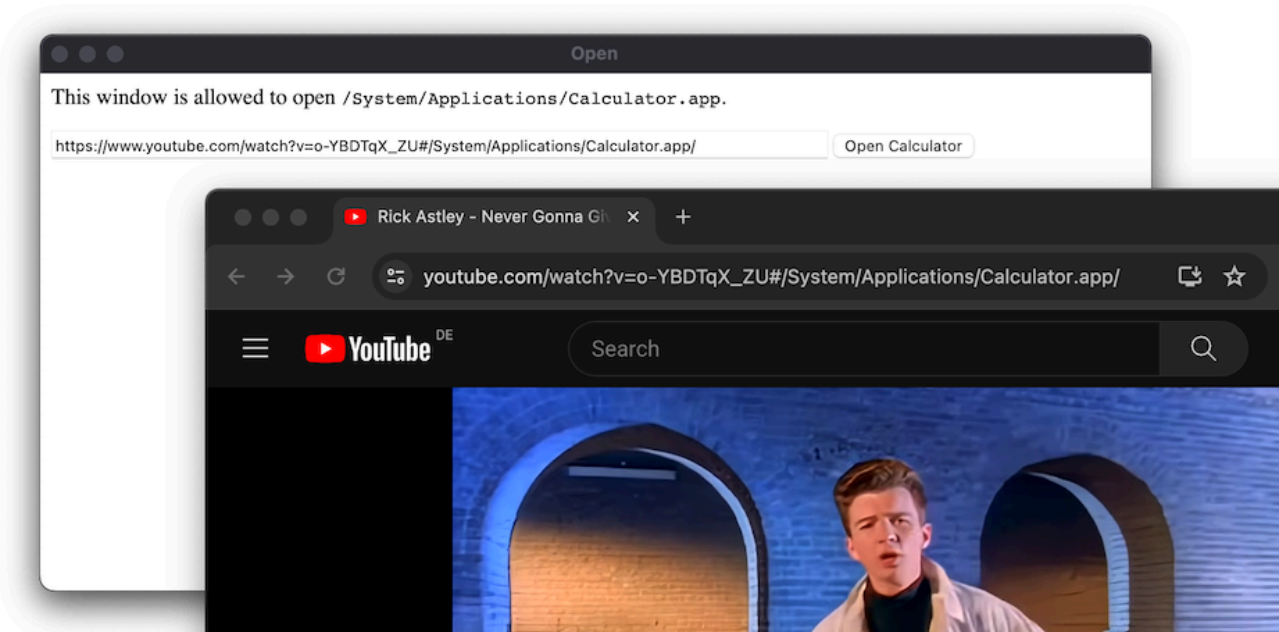 Open
This window is allowed to open /System/Applications/Calculator.app.
https://www.youtube.com/watch?v=o-YBDTqX_ZU#/System/Applications/Calculator.app/ Open Calculator
Rick Astley - Never Gonna Gi
youtube.com/watch?v=o-YBDTqX_ZU#/System/Applications/Calculator.app/
YouTube DE
Search